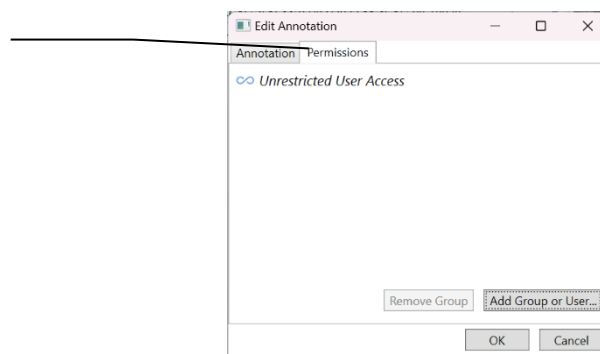 Edit Annotation
Annotation Permissions
Unrestricted User Access
Remove Group Add Group or User...
OK Cancel